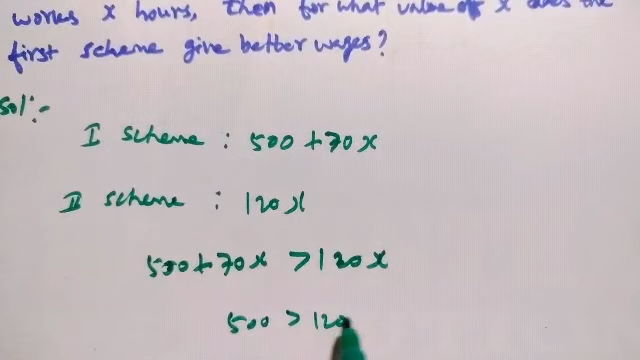 works x hours, then for what value of x does the
first scheme give better wages?
Sol:-
I scheme : 500 + 70x
II scheme : 120x
500 + 70x > 120x
500 > 120